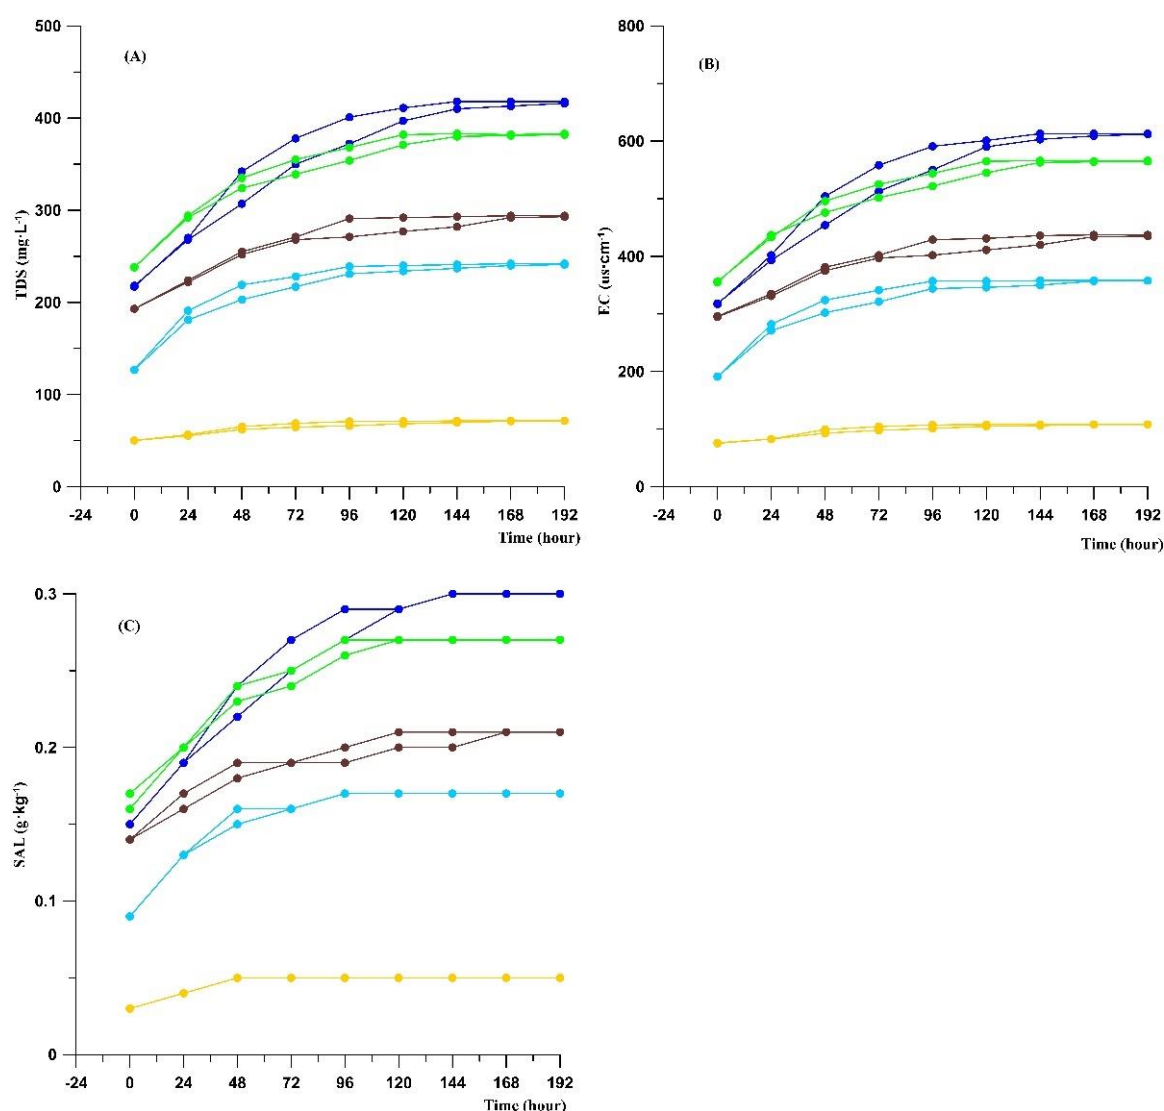 (A)
TDS (mg·L⁻¹)
500
400
300
200
100
0
-24 0 24 48 72 96 120 144 168 192
Time (hour)
(B)
EC (us·cm⁻¹)
800
600
400
200
0
-24 0 24 48 72 96 120 144 168 192
Time (hour)
(C)
SAL (g·kg⁻¹)
0.3
0.2
0.1
0
-24 0 24 48 72 96 120 144 168 192
Time (hour)